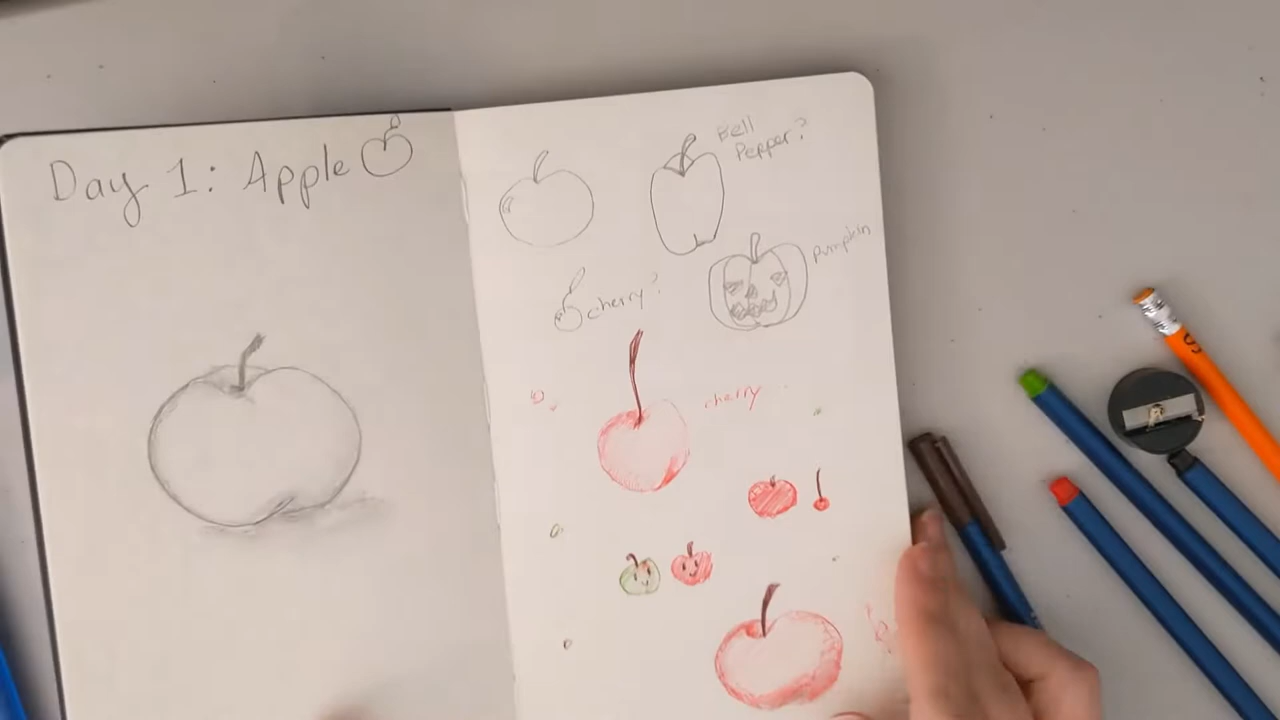 Day 1: Apple
Bell
Pepper?
Pumpkin
cherry?
cherry...